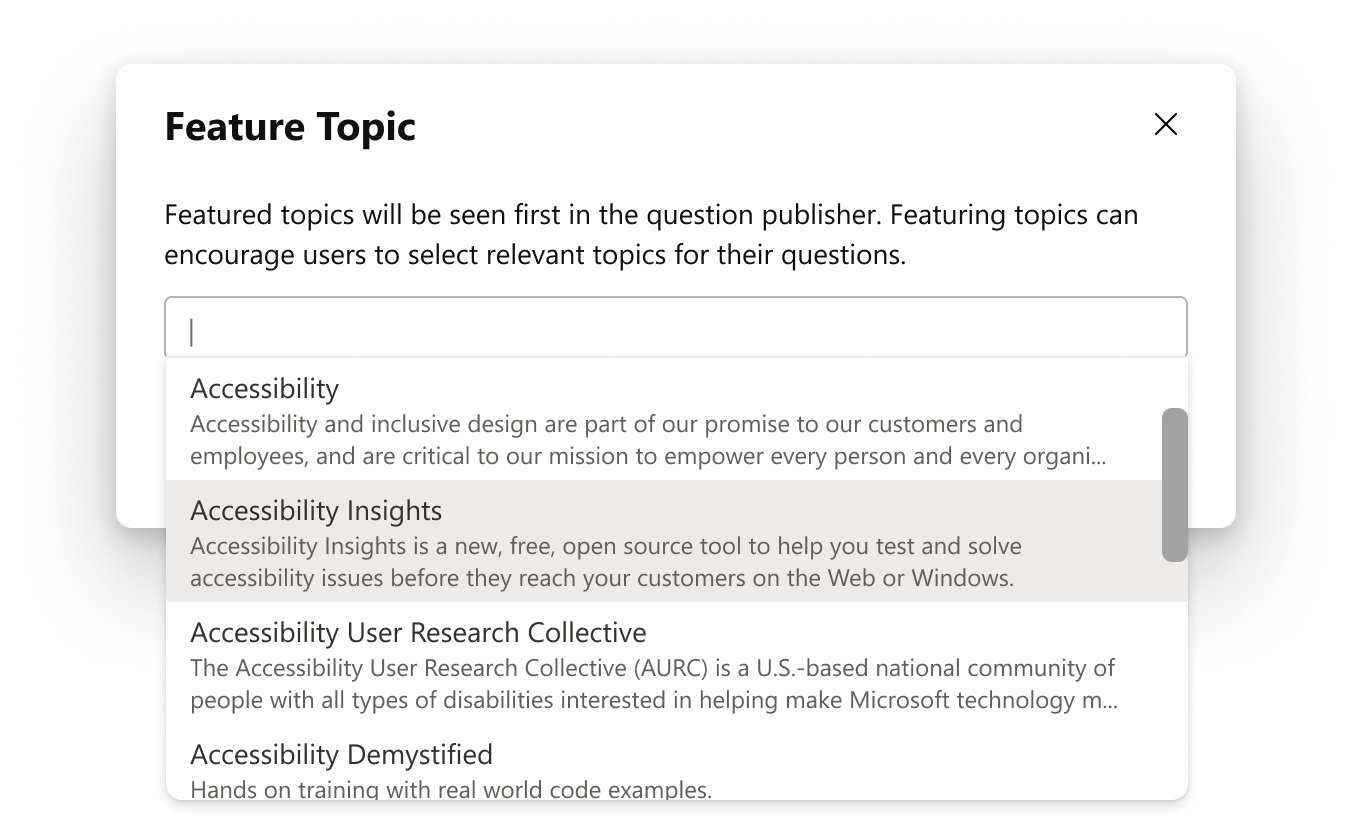 Feature Topic
Featured topics will be seen first in the question publisher. Featuring topics can
encourage users to select relevant topics for their questions.
Accessibility
Accessibility and inclusive design are part of our promise to our customers and
employees, and are critical to our mission to empower every person and every organi...
Accessibility Insights
Accessibility Insights is a new, free, open source tool to help you test and solve
accessibility issues before they reach your customers on the Web or Windows.
Accessibility User Research Collective
The Accessibility User Research Collective (AURC) is a U.S.-based national community of
people with all types of disabilities interested in helping make Microsoft technology m...
Accessibility Demystified
Hands on training with real world code examples.